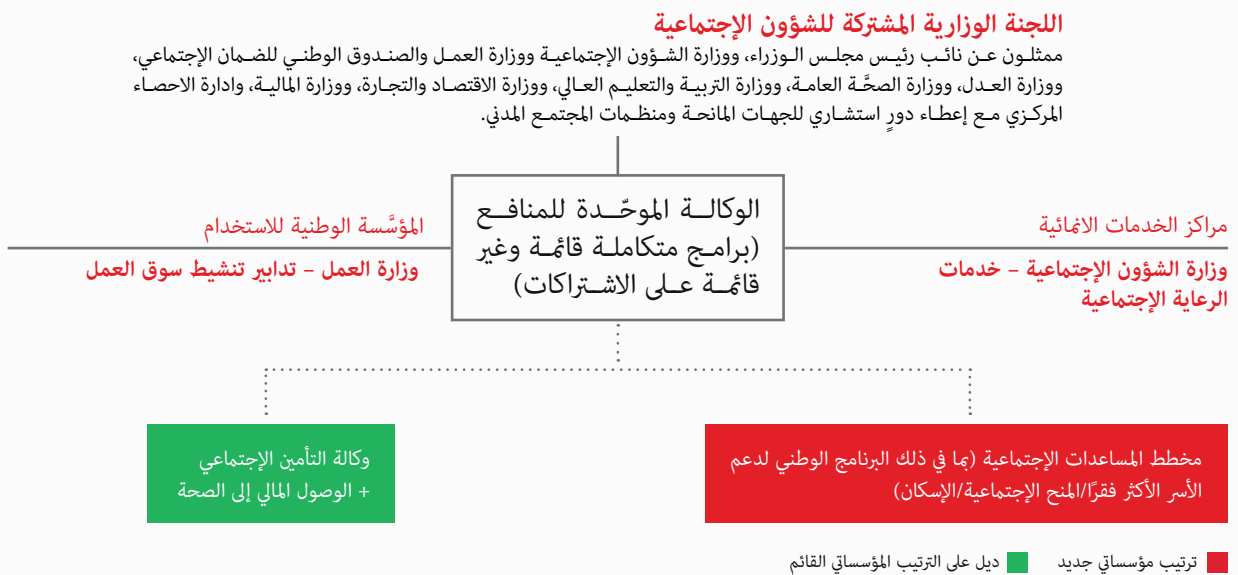 اللجنة الوزارية المشتركة للشؤون الإجتماعية
ممثلون عن نائب رئيس مجلس الوزراء، ووزارة الشؤون الإجتماعية ووزارة العمل والصندوق الوطني للضمان الإجتماعي،
ووزارة العدل، ووزارة الصحَّة العامة، ووزارة التربية والتعليم العالي، ووزارة الاقتصاد والتجارة، ووزارة المالية، وادارة الاحصاء
المركزي مع إعطاء دورٍ استشاري للجهات المانحة ومنظمات المجتمع المدني.
الوكالة الموحّدة للمنافع
(برامج متكاملة قائمة وغير
قائمة على الاشتراكات)
مراكز الخدمات الانمائية
وزارة الشؤون الإجتماعية – خدمات
الرعاية الإجتماعية
المؤسَّسة الوطنية للاستخدام
وزارة العمل – تدابير تنشيط سوق العمل
مخطط المساعدات الإجتماعية (بما في ذلك البرنامج الوطني لدعم
الأسر الأكثر فقرًا/المنح الإجتماعية/الإسكان)
وكالة التأمين الإجتماعي
+ الوصول المالي إلى الصحة
ترتيب مؤسساتي جديد
ديل على الترتيب المؤسساتي القائم